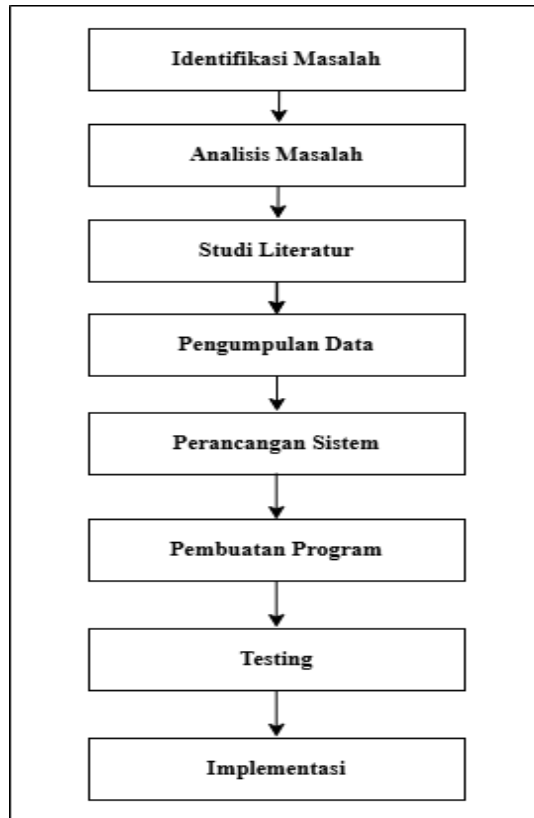 Identifikasi Masalah
Analisis Masalah
Studi Literatur
Pengumpulan Data
Perancangan Sistem
Pembuatan Program
Testing
Implementasi